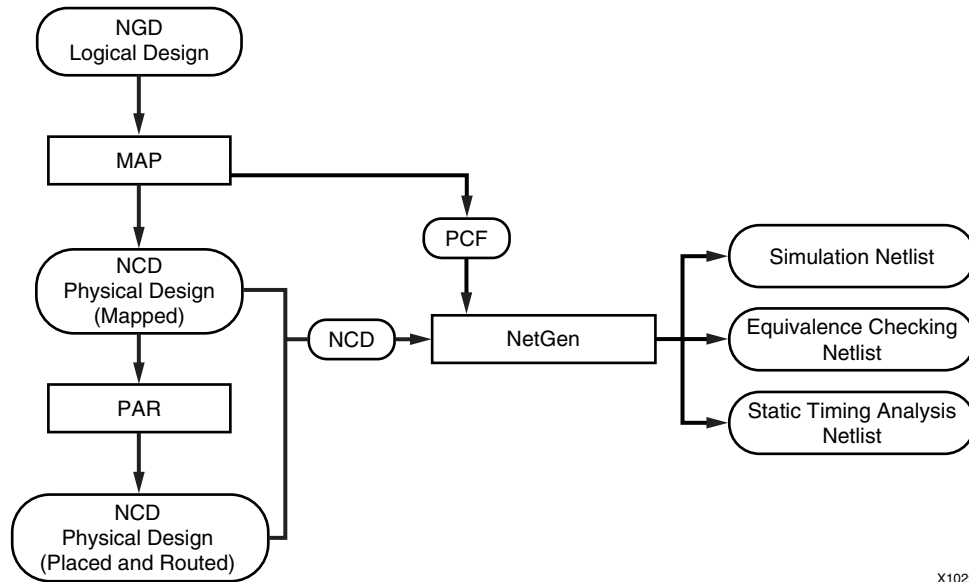 NGD
Logical Design
MAP
PCF
NCD
Physical Design
(Mapped)
NCD
NetGen
PAR
NCD
Physical Design
(Placed and Routed)
Simulation Netlist
Equivalence Checking
Netlist
Static Timing Analysis
Netlist